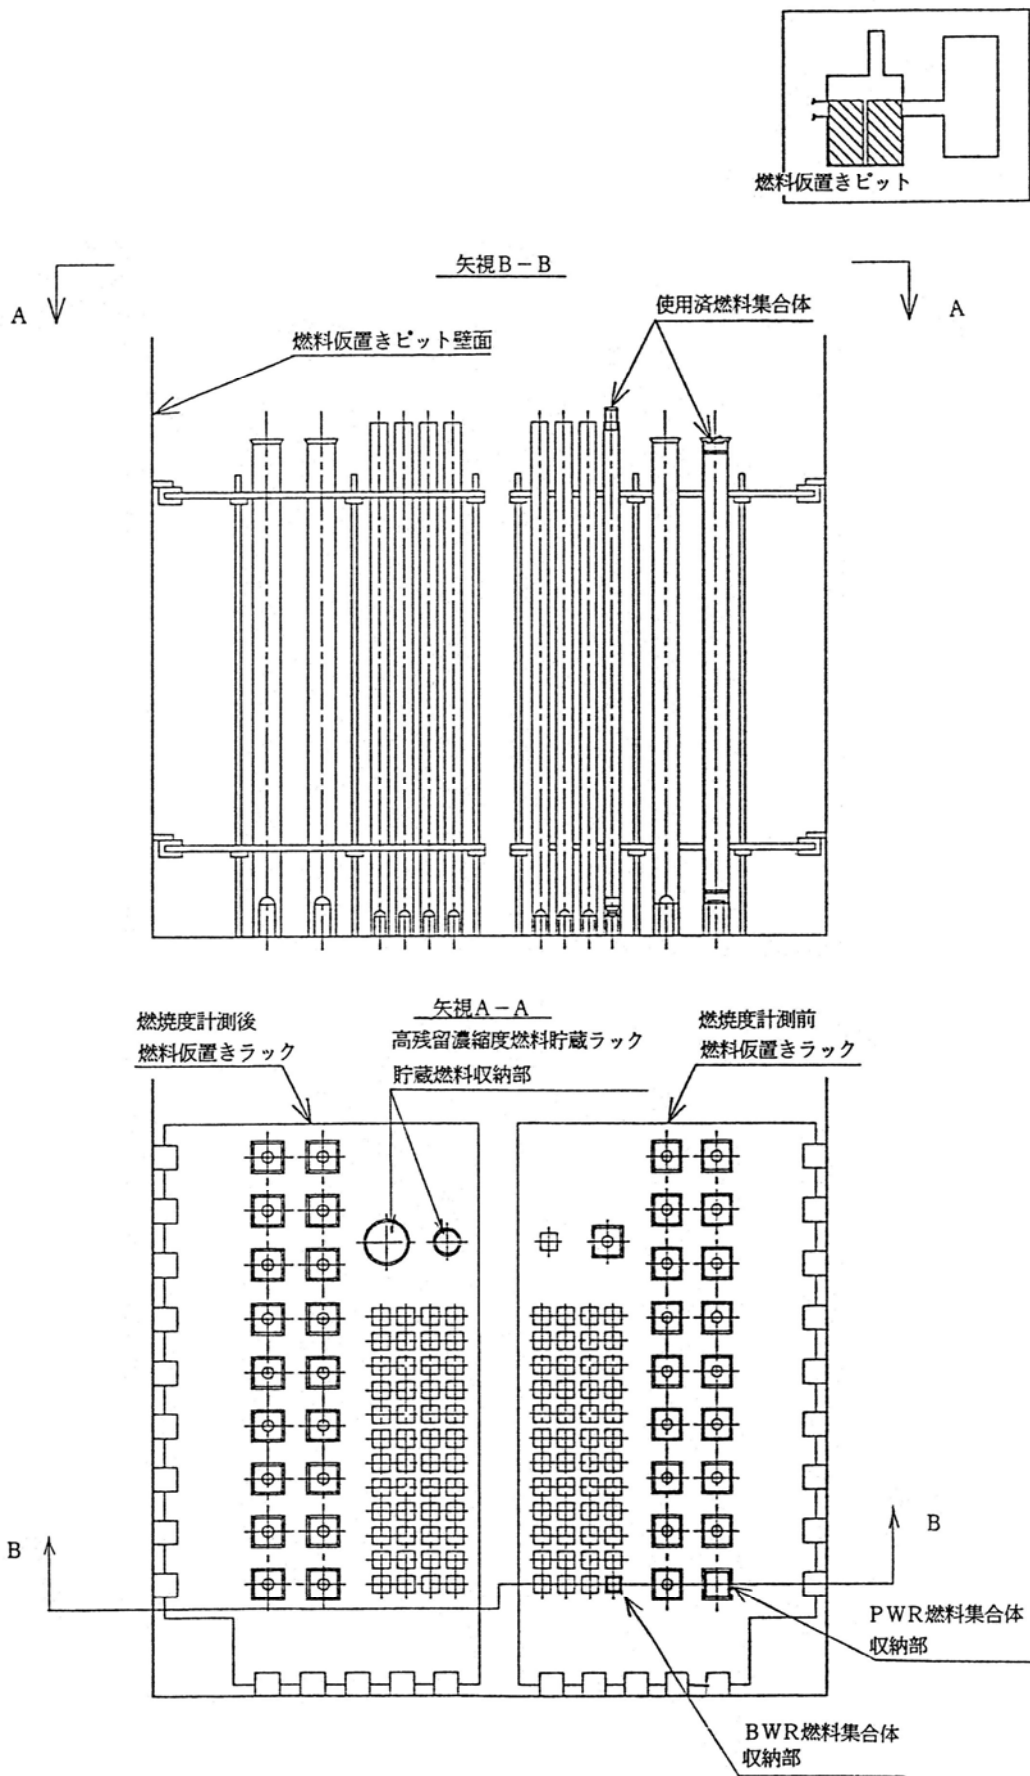 燃料仮置きピット
矢視B－B
A
A
使用済燃料集合体
燃料仮置きピット壁面
矢視A－A
燃焼度計測後
燃料仮置きラック
高残留濃縮度燃料貯蔵ラック
貯蔵燃料収納部
燃焼度計測前
燃料仮置きラック
B
B
PWR燃料集合体
収納部
BWR燃料集合体
収納部